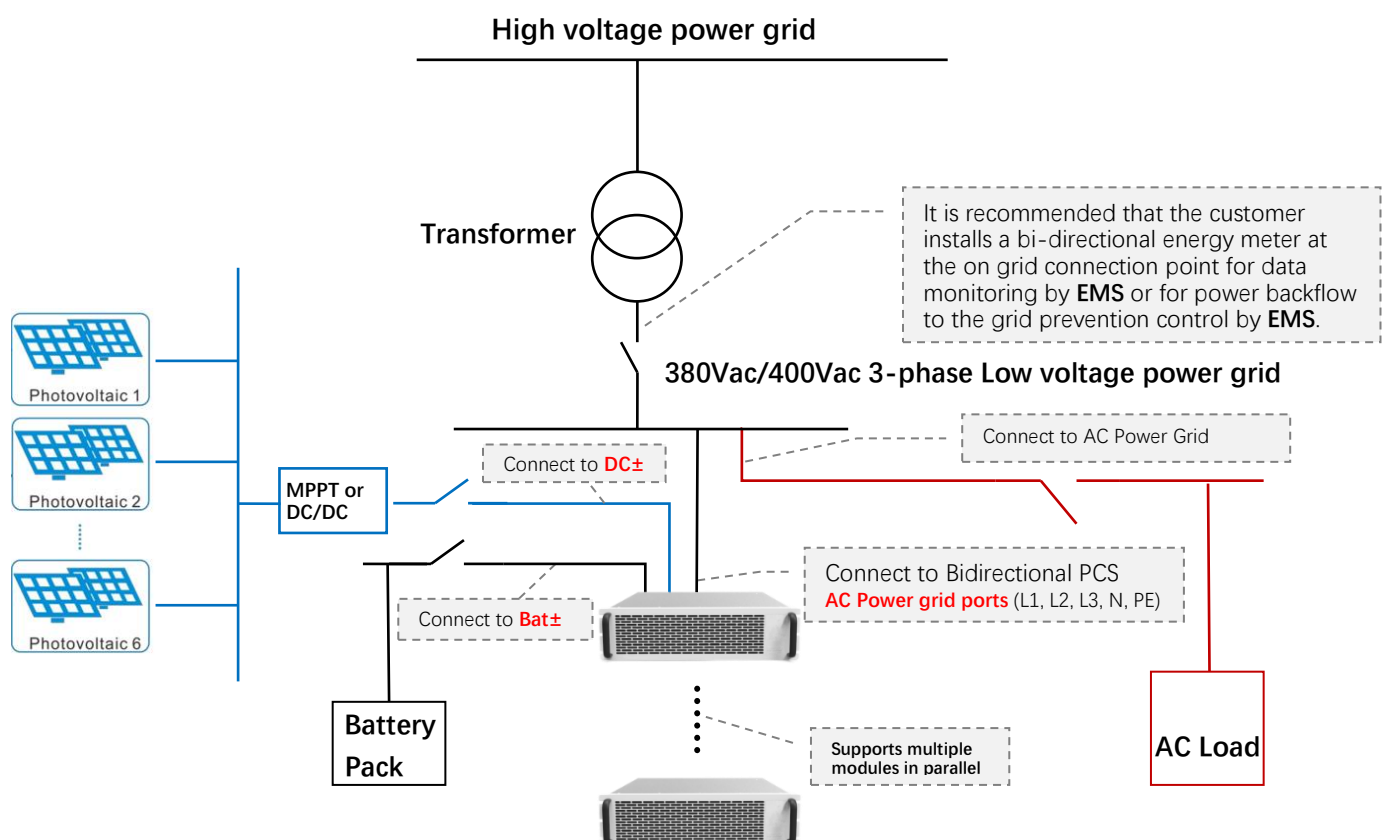 High voltage power grid
Transformer
It is recommended that the customer
installs a bi-directional energy meter at
the on grid connection point for data
monitoring by EMS or for power backflow
to the grid prevention control by EMS.
380Vac/400Vac 3-phase Low voltage power grid
Photovoltaic 1
Photovoltaic 2
Photovoltaic 6
MPPT or
DC/DC
Connect to DC±
Connect to AC Power Grid
Connect to Bat±
Connect to Bidirectional PCS
AC Power grid ports (L1, L2, L3, N, PE)
Battery
Pack
Supports multiple
modules in parallel
AC Load